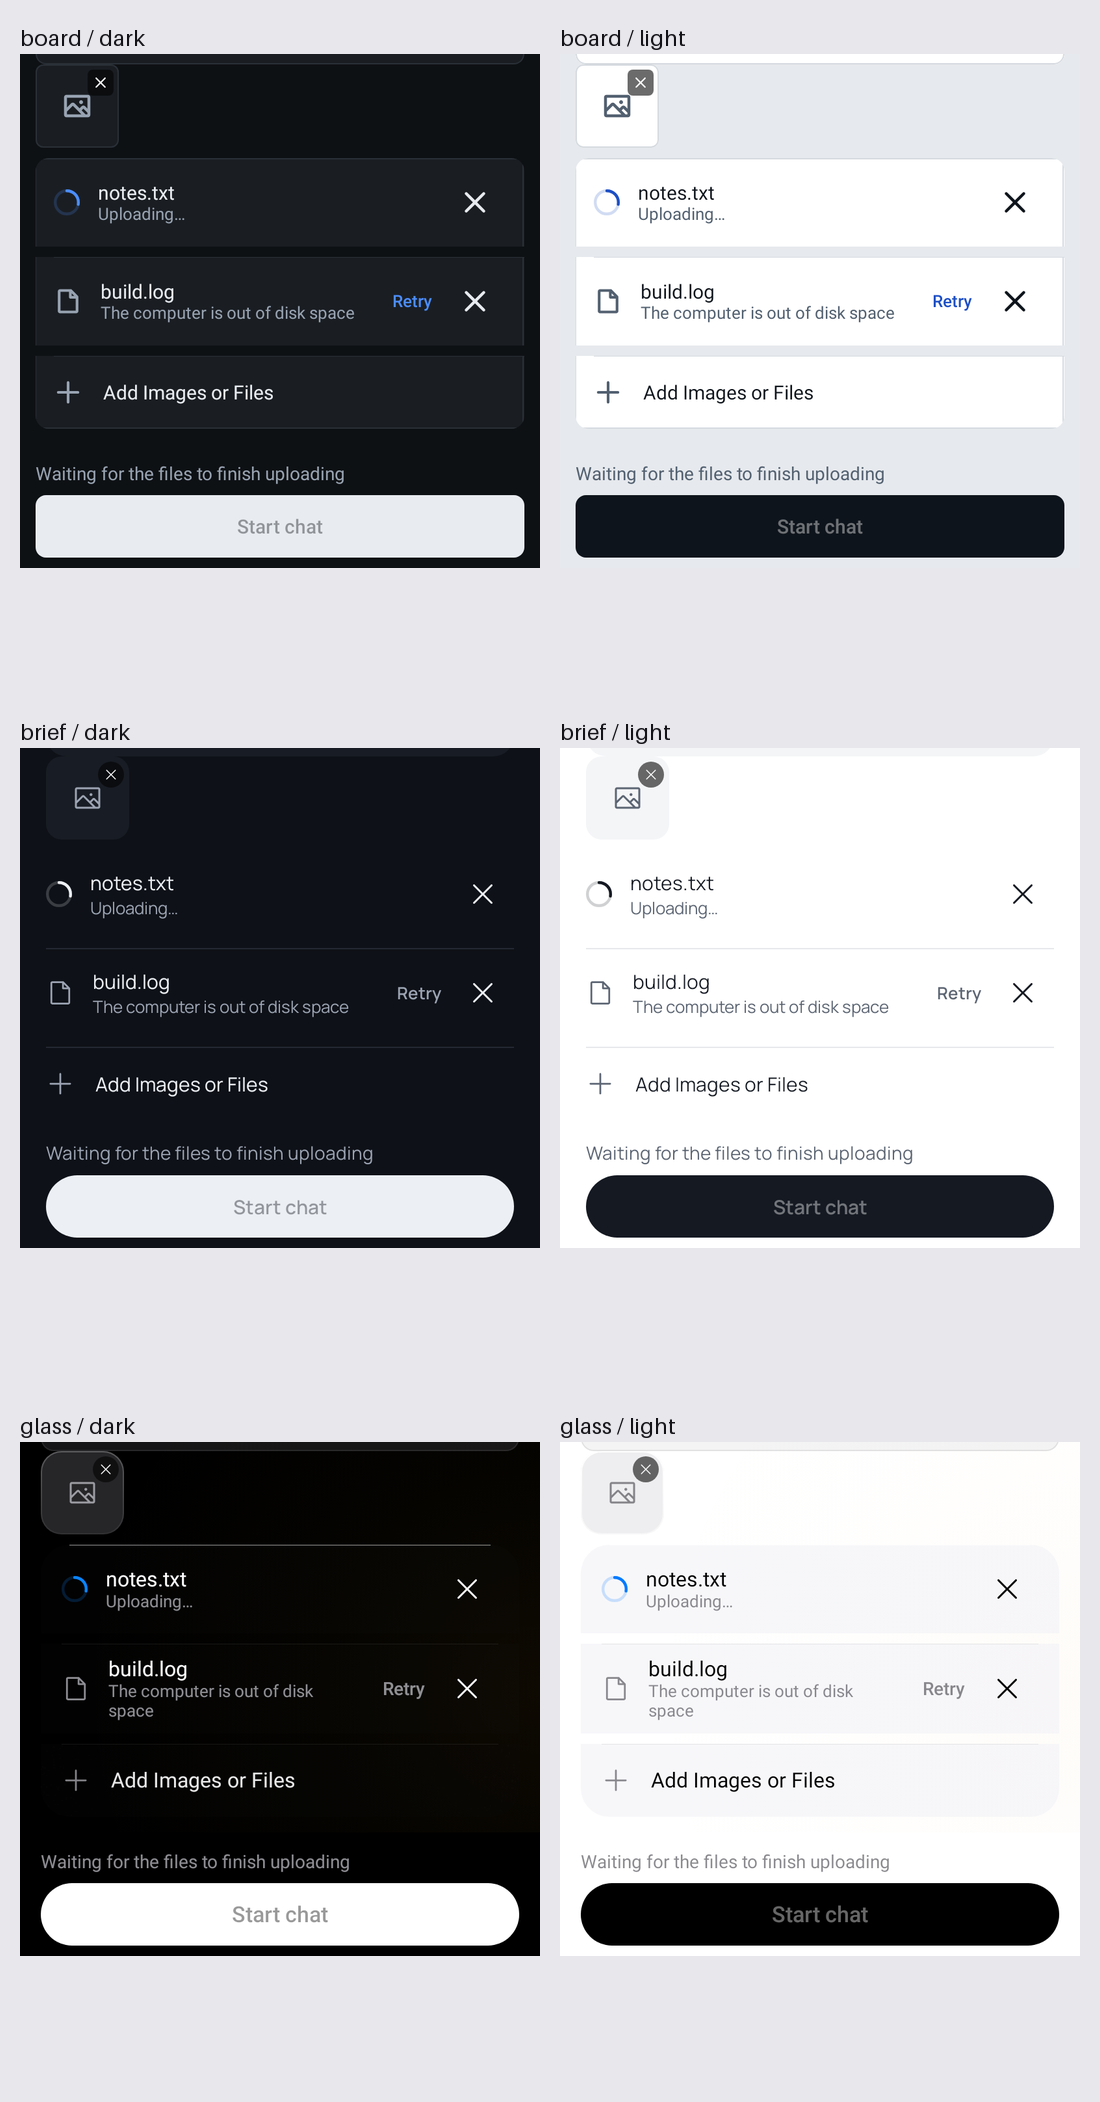 board / dark
notes.txt
Uploading...
build.log
The computer is out of disk space
Retry
Add Images or Files
Waiting for the files to finish uploading
Start chat
board / light
notes.txt
Uploading...
build.log
The computer is out of disk space
Retry
Add Images or Files
Waiting for the files to finish uploading
Start chat
brief / dark
notes.txt
Uploading...
build.log
The computer is out of disk space
Retry
Add Images or Files
Waiting for the files to finish uploading
Start chat
brief / light
notes.txt
Uploading...
build.log
The computer is out of disk space
Retry
Add Images or Files
Waiting for the files to finish uploading
Start chat
glass / dark
notes.txt
Uploading...
build.log
The computer is out of disk
space
Retry
Add Images or Files
Waiting for the files to finish uploading
Start chat
glass / light
notes.txt
Uploading...
build.log
The computer is out of disk
space
Retry
Add Images or Files
Waiting for the files to finish uploading
Start chat